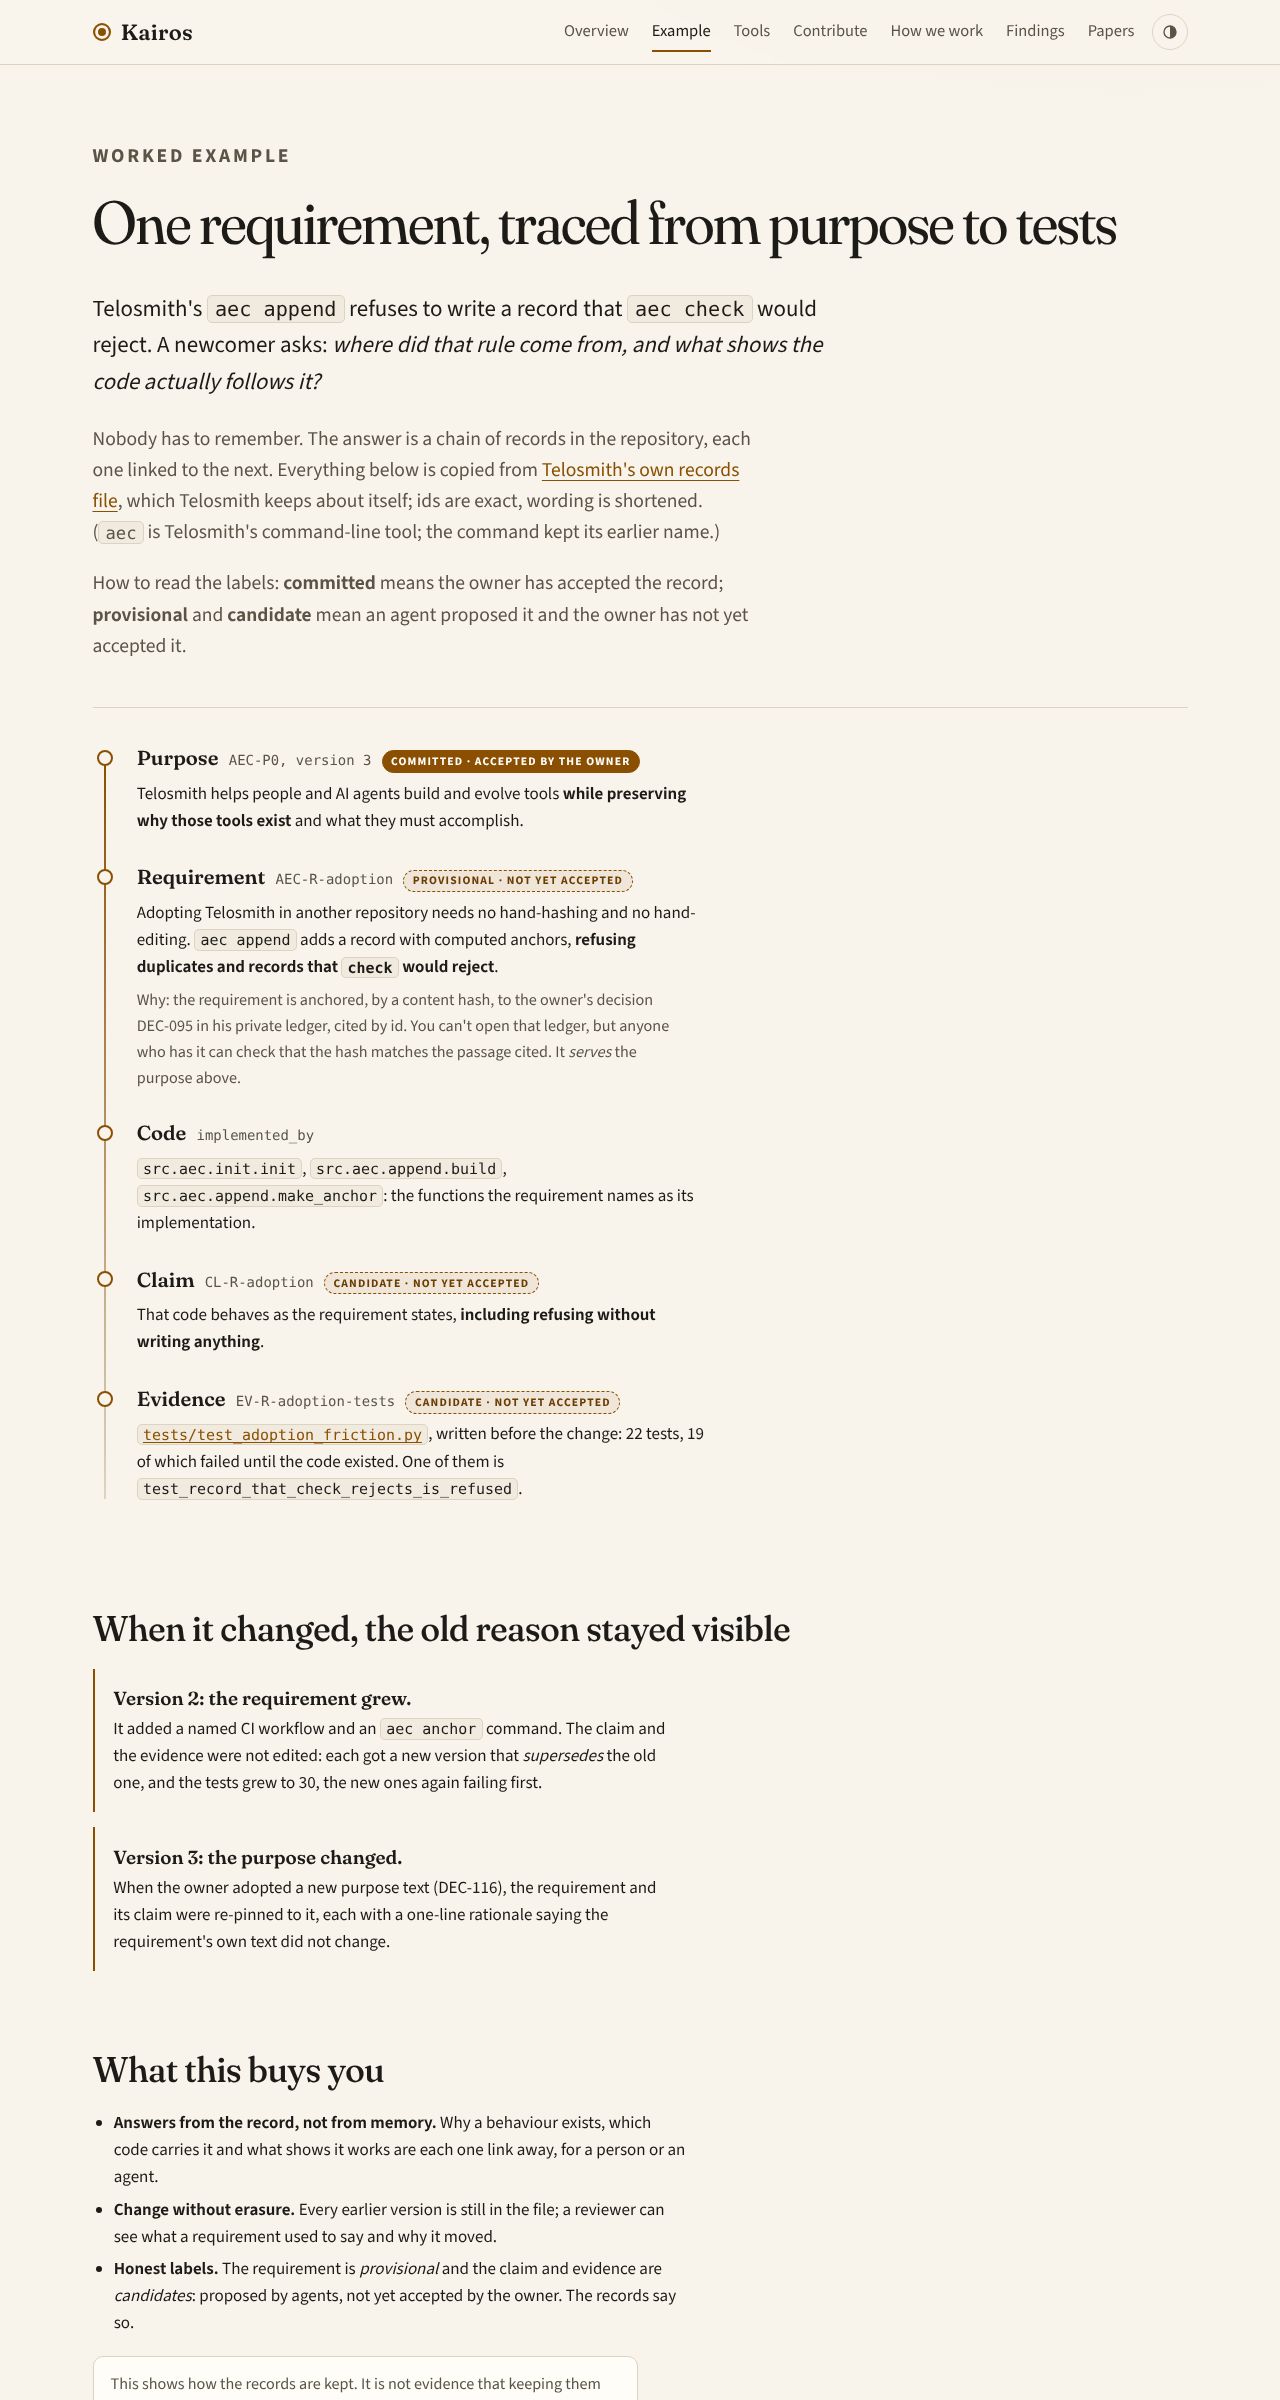 Kairos
Overview Example Tools Contribute How we work Findings Papers
WORKED EXAMPLE
One requirement, traced from purpose to tests
Telosmith's aec append refuses to write a record that aec check would
reject. A newcomer asks: where did that rule come from, and what shows the
code actually follows it?
Nobody has to remember. The answer is a chain of records in the repository, each
one linked to the next. Everything below is copied from Telosmith's own records
file, which Telosmith keeps about itself; ids are exact, wording is shortened.
(aec is Telosmith's command-line tool; the command kept its earlier name.)
How to read the labels: committed means the owner has accepted the record;
provisional and candidate mean an agent proposed it and the owner has not yet
accepted it.
Purpose AEC-P0, version 3 COMMITTED · ACCEPTED BY THE OWNER
Telosmith helps people and AI agents build and evolve tools while preserving
why those tools exist and what they must accomplish.
Requirement AEC-R-adoption PROVISIONAL · NOT YET ACCEPTED
Adopting Telosmith in another repository needs no hand-hashing and no hand-
editing. aec append adds a record with computed anchors, refusing
duplicates and records that check would reject.
Why: the requirement is anchored, by a content hash, to the owner's decision
DEC-095 in his private ledger, cited by id. You can't open that ledger, but anyone
who has it can check that the hash matches the passage cited. It serves the
purpose above.
Code implemented_by
src.aec.init.init, src.aec.append.build,
src.aec.append.make_anchor: the functions the requirement names as its
implementation.
Claim CL-R-adoption CANDIDATE · NOT YET ACCEPTED
That code behaves as the requirement states, including refusing without
writing anything.
Evidence EV-R-adoption-tests CANDIDATE · NOT YET ACCEPTED
tests/test_adoption_friction.py, written before the change: 22 tests, 19
of which failed until the code existed. One of them is
test_record_that_check_rejects_is_refused.
When it changed, the old reason stayed visible
Version 2: the requirement grew.
It added a named CI workflow and an aec anchor command. The claim and
the evidence were not edited: each got a new version that supersedes the old
one, and the tests grew to 30, the new ones again failing first.
Version 3: the purpose changed.
When the owner adopted a new purpose text (DEC-116), the requirement and
its claim were re-pinned to it, each with a one-line rationale saying the
requirement's own text did not change.
What this buys you
• Answers from the record, not from memory. Why a behaviour exists, which
code carries it and what shows it works are each one link away, for a person or an
agent.
• Change without erasure. Every earlier version is still in the file; a reviewer can
see what a requirement used to say and why it moved.
• Honest labels. The requirement is provisional and the claim and evidence are
candidates: proposed by agents, not yet accepted by the owner. The records say
so.
This shows how the records are kept. It is not evidence that keeping them